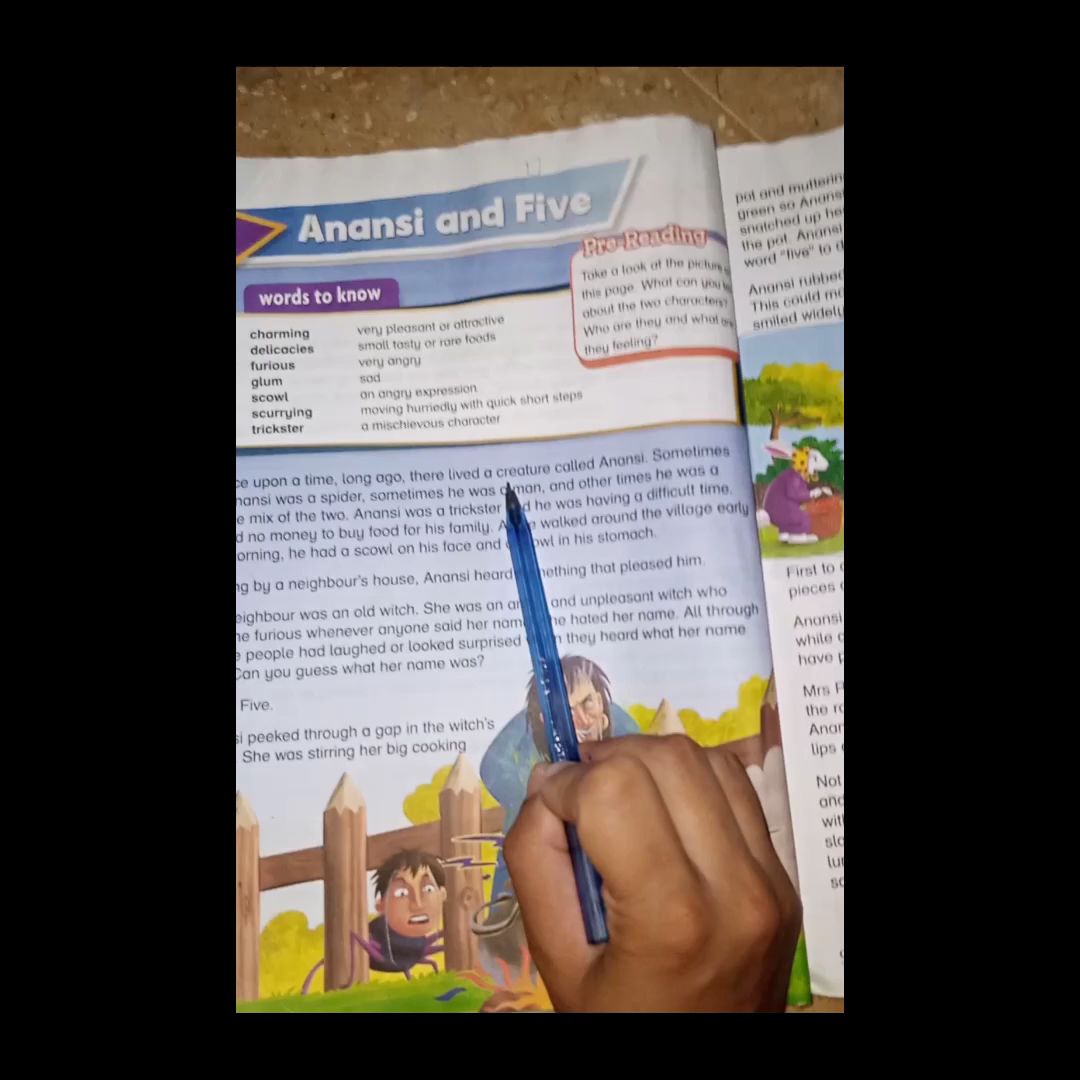 Anansi and Five
words to know
charming very pleasant or attractive
delicacies small tasty or rare foods
furious very angry
glum sad
scowl an angry expression
scurrying moving hurriedly with quick short steps
trickster a mischievous character
Pre-Reading
Take a look at the
this page. What can you
about the two characters?
Who are they and what
they feeling?
upon a time, long ago, there lived a creature called Anansi. Sometimes
was a spider, sometimes he was a man, and other times he was a
mix of the two. Anansi was a trickster he was having a difficult time.
no money to buy food for his family. walked around the village early
he had a scowl on his face and in his stomach.
by a neighbour's house, Anansi heard that pleased him.
was an old witch. She was an and unpleasant witch who
furious whenever anyone said her hated her name. All through
people had laughed or looked surprised they heard what her name
Can you guess what her name was?
Five.
peeked through a gap in the witch's
She was stirring her big cooking
pot and
green so
snatched up
the pot. Anansi
word "five" to
Anansi
This could
smiled widely
First to
pieces
Anansi
while
have
Mrs
the
lips
Not